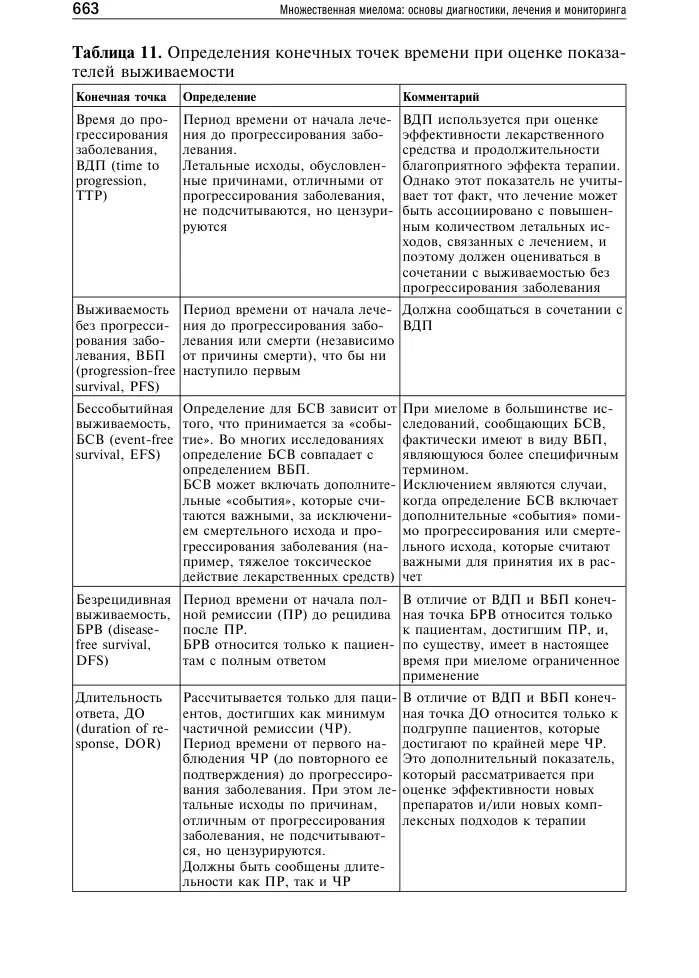 663
Множественная миелома: основы диагностики, лечения и мониторинга
Таблица 11. Определения конечных точек времени при оценке показа-
телей выживаемости
Конечная точка
Определение
Комментарий
Время до про-
грессирования
заболевания,
ВДП (time to
progression,
TTP)
Период времени от начала лече-
ния до прогрессирования забо-
левания.
Летальные исходы, обусловлен-
ные причинами, отличными от
прогрессирования заболевания,
не подсчитываются, но цензури-
руются
ВДП используется при оценке
эффективности лекарственного
средства и продолжительности
благоприятного эффекта терапии.
Однако этот показатель не учиты-
вает тот факт, что лечение может
быть ассоциировано с повышен-
ным количеством летальных ис-
ходов, связанных с лечением, и
поэтому должен оцениваться в
сочетании с выживаемостью без
прогрессирования заболевания
Выживаемость
без прогресси-
рования забо-
левания, ВБП
(progression-free
survival, PFS)
Период времени от начала лече-
ния до прогрессирования забо-
левания или смерти (независимо
от причины смерти), что бы ни
наступило первым
Должна сообщаться в сочетании с
ВДП
Бессобытийная
выживаемость,
БСВ (event-free
survival, EFS)
Определение для БСВ зависит от
того, что принимается за «собы-
тие». Во многих исследованиях
определение БСВ совпадает с
определением ВБП.
БСВ может включать дополните-
льные «события», которые счи-
таются важными, за исключени-
ем смертельного исхода и про-
грессирования заболевания (на-
пример, тяжелое токсическое
действие лекарственных средств)
При миеломе в большинстве ис-
следований, сообщающих БСВ,
фактически имеют в виду ВБП,
являющуюся более специфичным
термином.
Исключением являются случаи,
когда определение БСВ включает
дополнительные «события» поми-
мо прогрессирования или смерте-
льного исхода, которые считают
важными для принятия их в рас-
чет
Безрецидивная
выживаемость,
БРВ (disease-
free survival,
DFS)
Период времени от начала пол-
ной ремиссии (ПР) до рецидива
после ПР.
БРВ относится только к пациен-
там с полным ответом
В отличие от ВДП и ВБП конеч-
ная точка БРВ относится только
к пациентам, достигшим ПР, и,
по существу, имеет в настоящее
время при миеломе ограниченное
применение
Длительность
ответа, ДО
(duration of re-
sponse, DOR)
Рассчитывается только для паци-
ентов, достигших как минимум
частичной ремиссии (ЧР).
Период времени от первого на-
блюдения ЧР (до повторного ее
подтверждения) до прогрессиро-
вания заболевания. При этом ле-
тальные исходы по причинам,
отличным от прогрессирования
заболевания, не подсчитывают-
ся, но цензурируются.
Должны быть сообщены длите-
льности как ПР, так и ЧР
В отличие от ВДП и ВБП конеч-
ная точка ДО относится только к
подгруппе пациентов, которые
достигают по крайней мере ЧР.
Это дополнительный показатель,
который рассматривается при
оценке эффективности новых
препаратов и/или новых комп-
лексных подходов к терапии